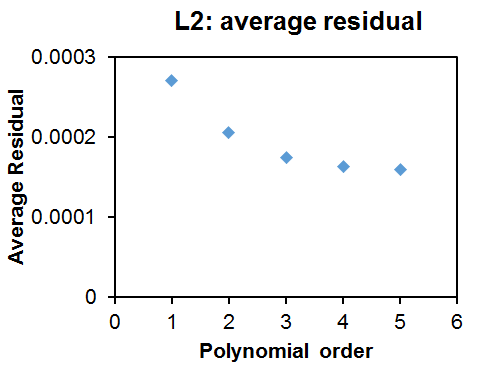 L2: average residual
0.0003
0.0002
0.0001
0
0 1 2 3 4 5 6
Average Residual
Polynomial order